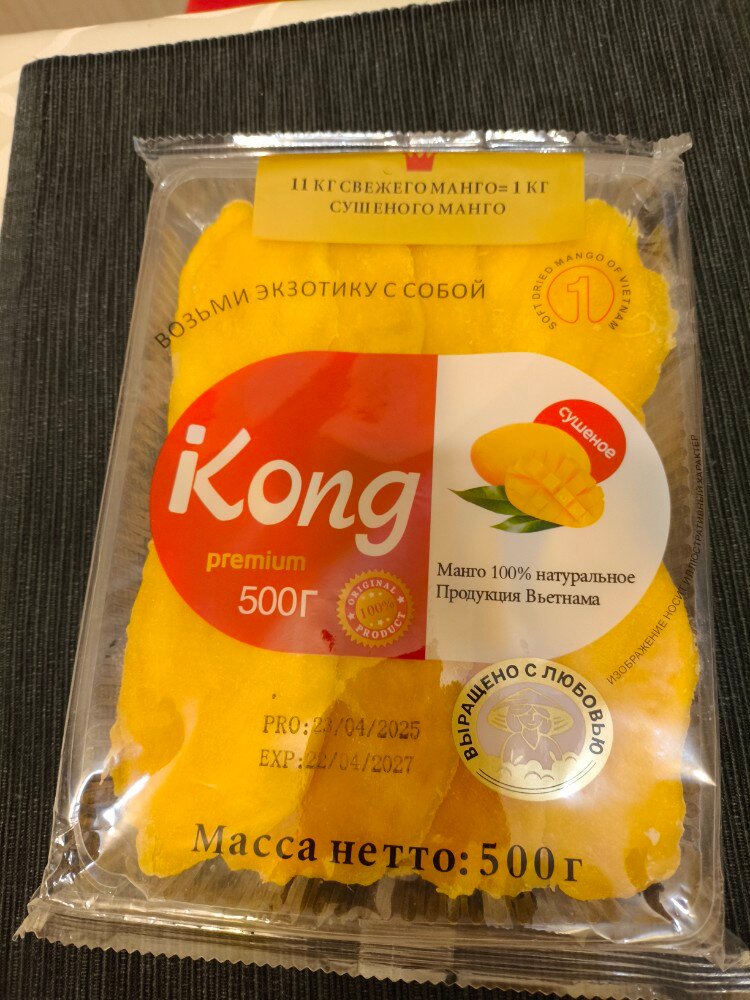 11 КГ СВЕЖЕГО МАНГО= 1 КГ
СУШЕНОГО МАНГО
ВОЗЬМИ ЭКЗОТИКУ С СОБОЙ
SOFT DRIED MANGO OF VIETNAM
1
сушеное
iKong
premium
500Г
ORIGINAL
100%
PRODUCT
Манго 100% натуральное
Продукция Вьетнама
ИЗОБРАЖЕНИЕ НОСИТ ИЛЛЮСТРАТИВНЫЙ ХАРАКТЕР
ВЫРАЩЕНО С ЛЮБОВЬЮ
PRO:23/04/2025
EXP:22/04/2027
Масса нетто: 500 г